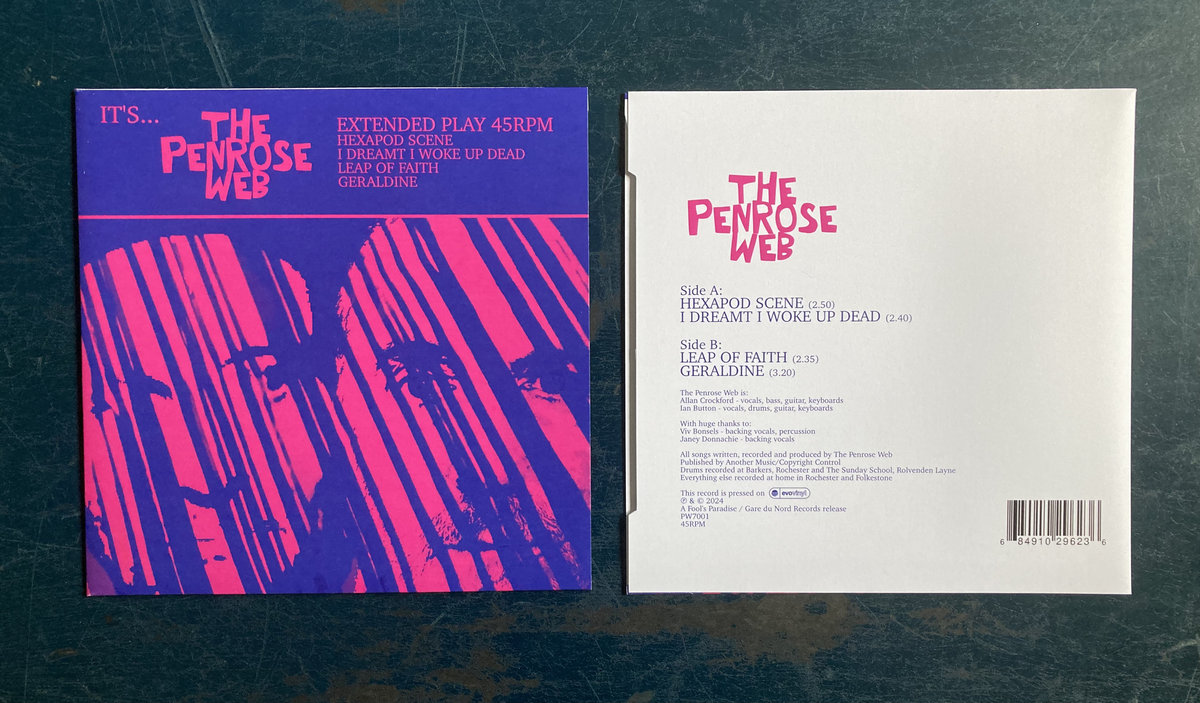 IT'S...
THE
PENROSE
WEB
EXTENDED PLAY 45RPM
HEXAPOD SCENE
I DREAMT I WOKE UP DEAD
LEAP OF FAITH
GERALDINE
THE
PENROSE
WEB
Side A:
HEXAPOD SCENE (2.50)
I DREAMT I WOKE UP DEAD (2.40)
Side B:
LEAP OF FAITH (2.35)
GERALDINE (3.20)
The Penrose Web is:
Allan Crockford - vocals, bass, guitar, keyboards
Ian Button - vocals, drums, guitar, keyboards
With huge thanks to:
Viv Bonsels - backing vocals, percussion
Janey Donnachie - backing vocals
All songs written, recorded and produced by The Penrose Web
Published by Another Music/Copyright Control
Drums recorded at Barkers, Rochester and The Sunday School, Rolvenden Layne
Everything else recorded at home in Rochester and Folkestone
This record is pressed on evovinyl
℗ & © 2024
A Fool's Paradise / Gare du Nord Records release
PW7001
45RPM
6 84910 29623 6